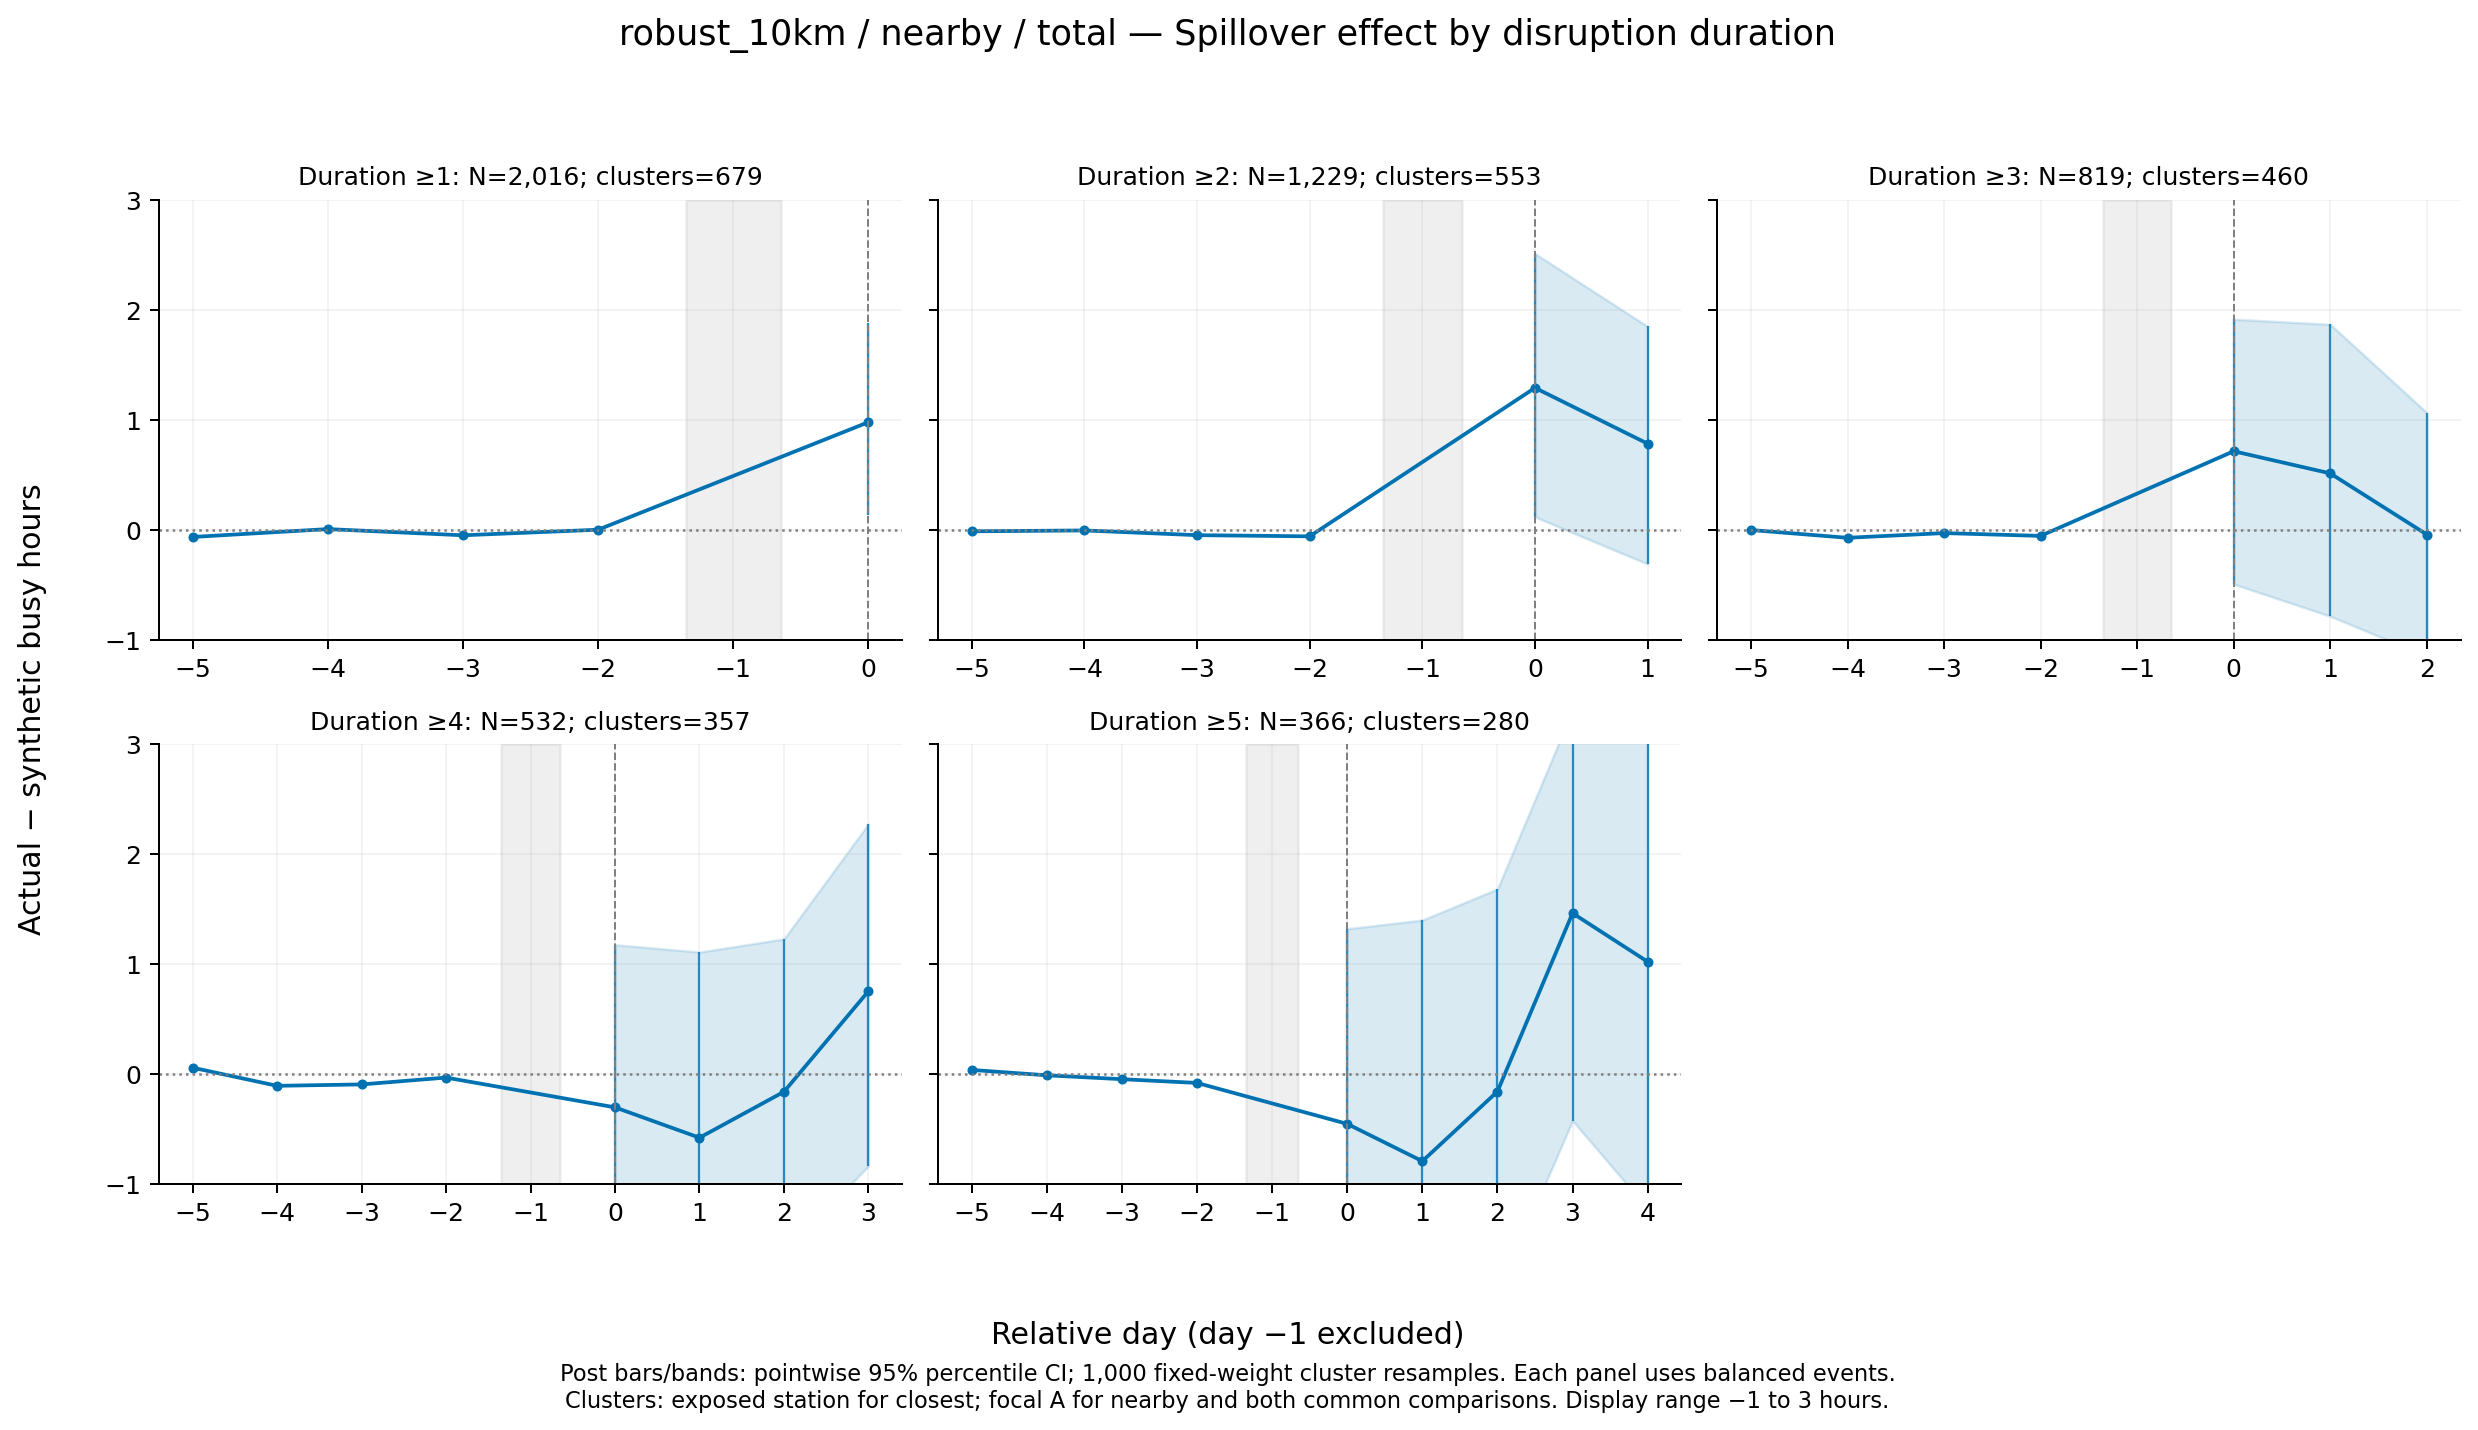 robust_10km / nearby / total — Spillover effect by disruption duration
Duration ≥1: N=2,016; clusters=679
Duration ≥2: N=1,229; clusters=553
Duration ≥3: N=819; clusters=460
3
2
1
0
−1
−5 −4 −3 −2 −1 0
−5 −4 −3 −2 −1 0 1
−5 −4 −3 −2 −1 0 1 2
Actual − synthetic busy hours
Duration ≥4: N=532; clusters=357
Duration ≥5: N=366; clusters=280
3
2
1
0
−1
−5 −4 −3 −2 −1 0 1 2 3
−5 −4 −3 −2 −1 0 1 2 3 4
Relative day (day −1 excluded)
Post bars/bands: pointwise 95% percentile CI; 1,000 fixed-weight cluster resamples. Each panel uses balanced events.
Clusters: exposed station for closest; focal A for nearby and both common comparisons. Display range −1 to 3 hours.